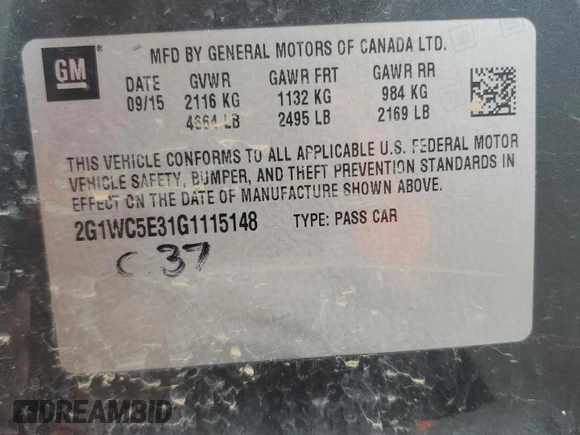 GM
MFD BY GENERAL MOTORS OF CANADA LTD.
DATE GVWR GAWR FRT GAWR RR
09/15 2116 KG 1132 KG 984 KG
4664 LB 2495 LB 2169 LB
THIS VEHICLE CONFORMS TO ALL APPLICABLE U.S. FEDERAL MOTOR
VEHICLE SAFETY, BUMPER, AND THEFT PREVENTION STANDARDS IN
EFFECT ON THE DATE OF MANUFACTURE SHOWN ABOVE.
2G1WC5E31G1115148 TYPE: PASS CAR
C 37
DREAMBID